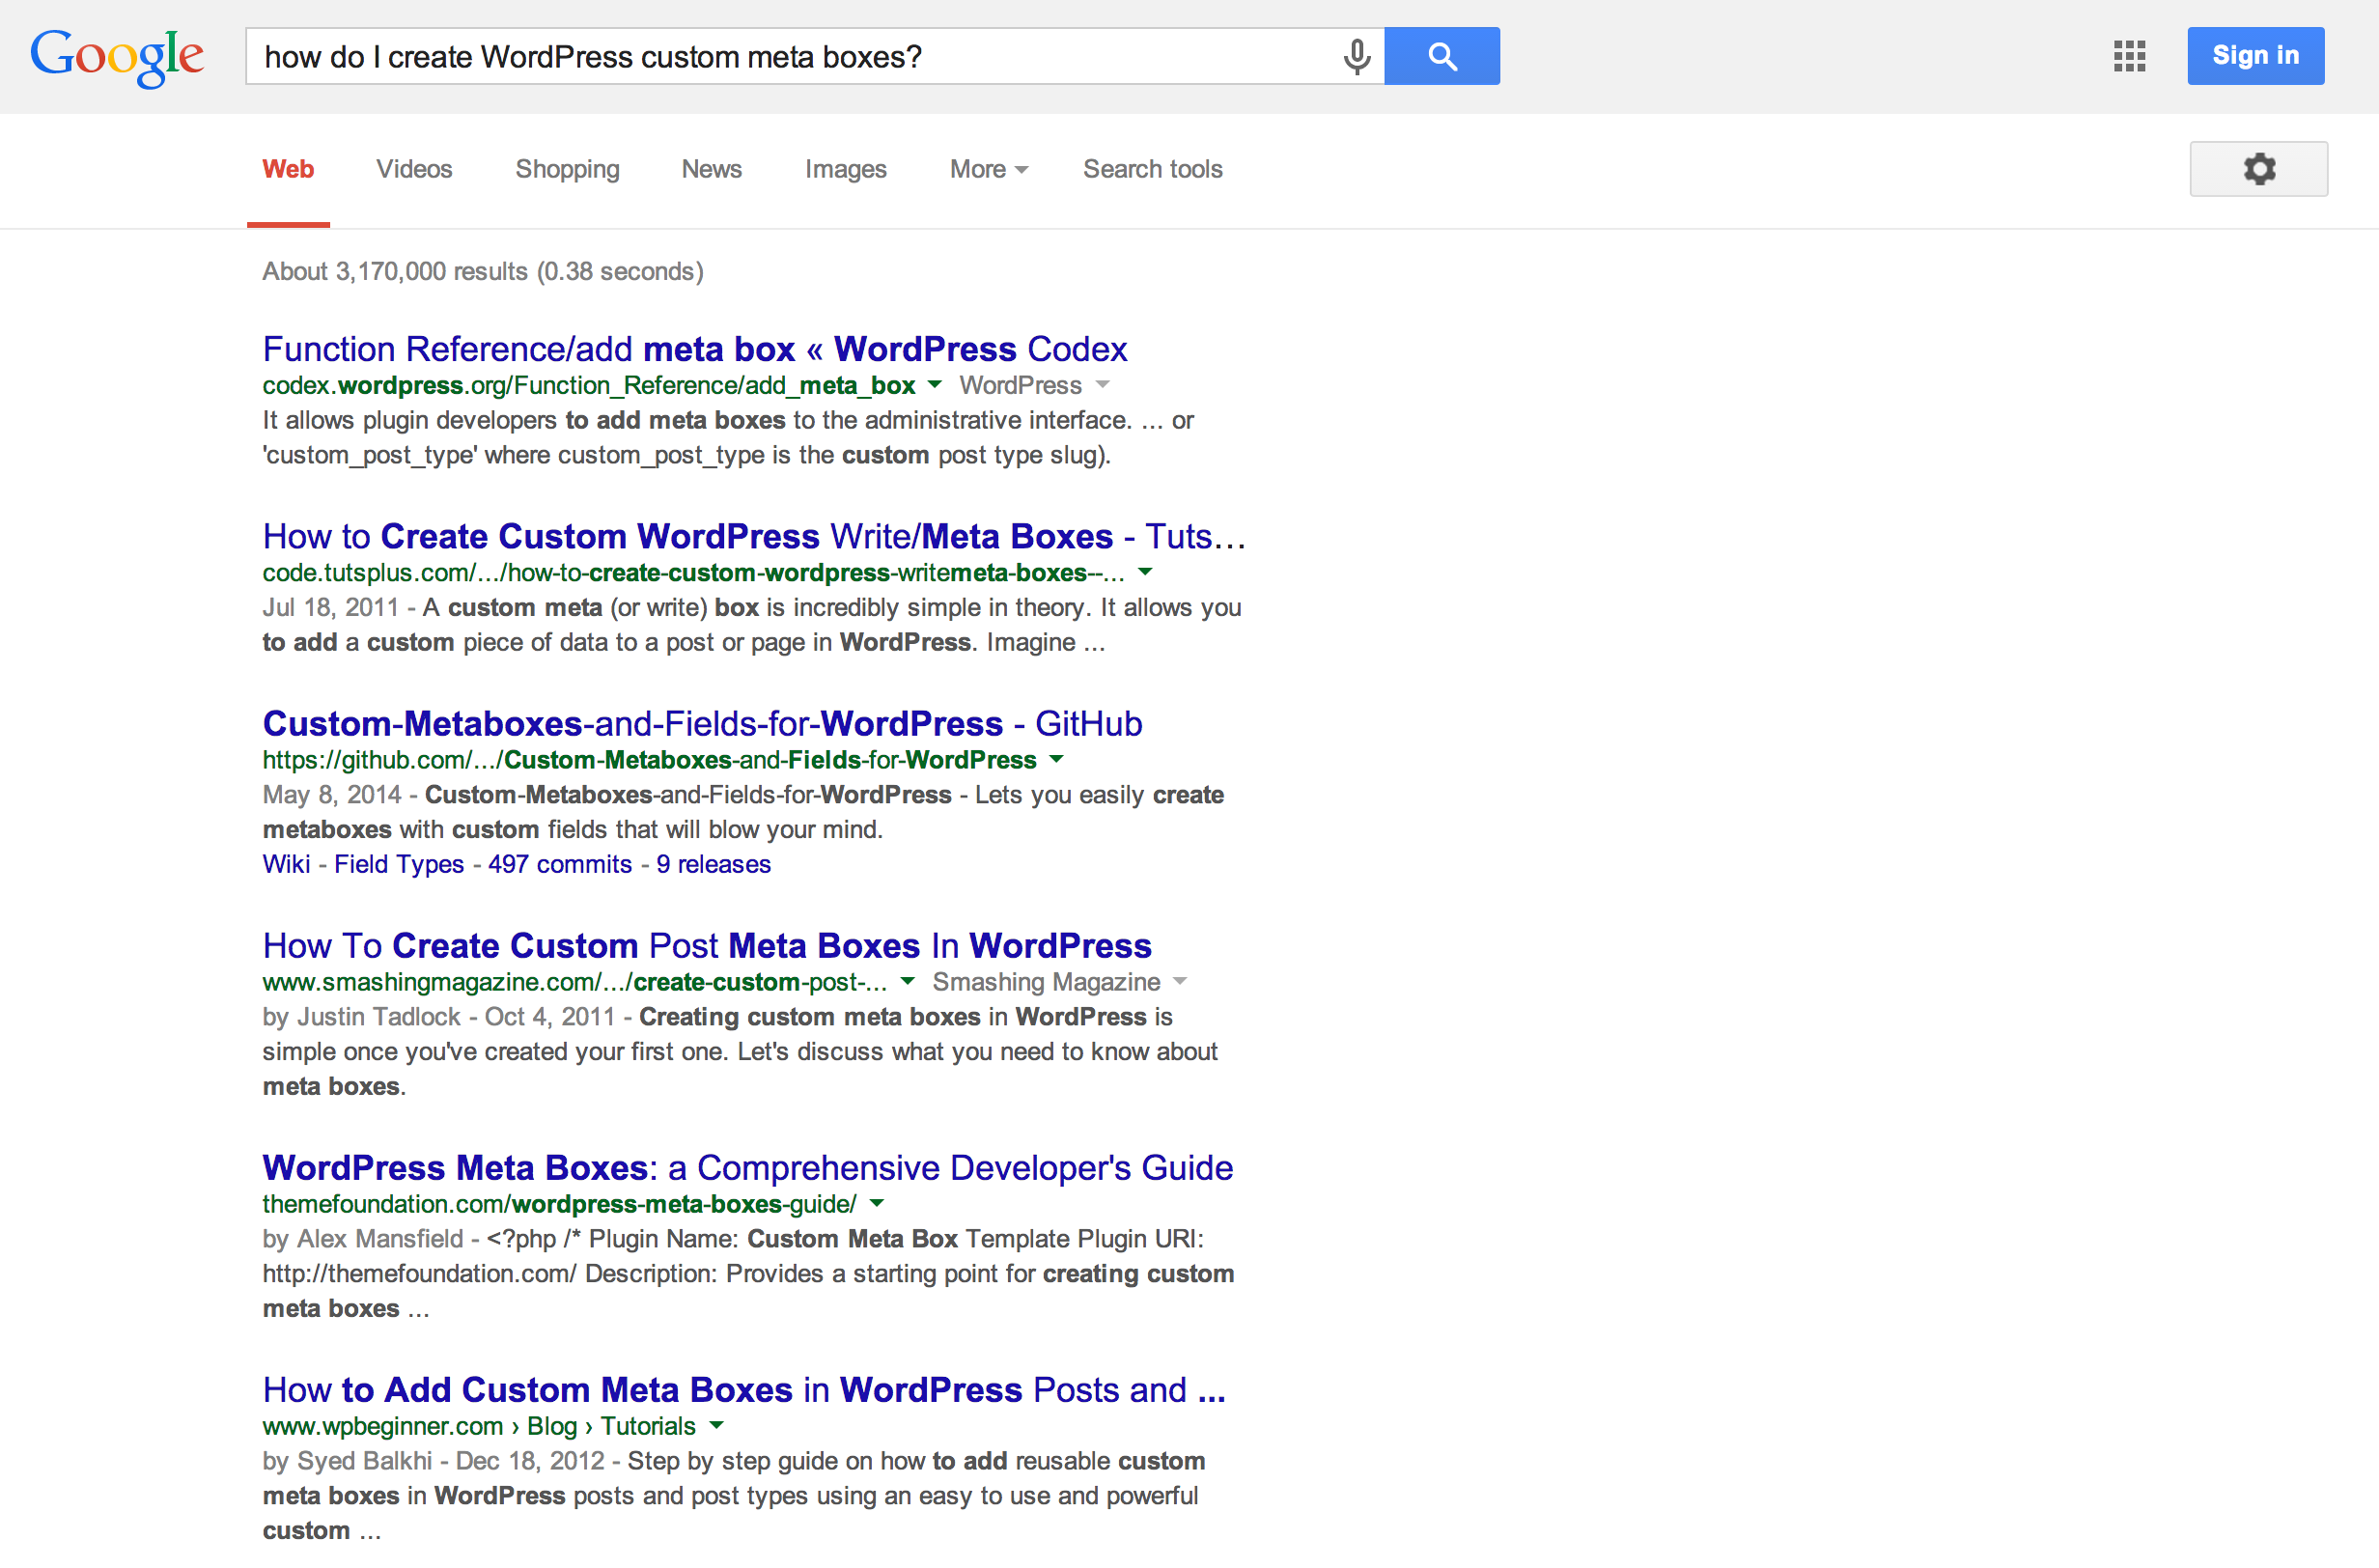 Google how do I create WordPress custom meta boxes? Sign in
Web Videos Shopping News Images More Search tools
About 3,170,000 results (0.38 seconds)
Function Reference/add meta box « WordPress Codex
codex.wordpress.org/Function_Reference/add_meta_box WordPress
It allows plugin developers to add meta boxes to the administrative interface. ... or
'custom_post_type' where custom_post_type is the custom post type slug).
How to Create Custom WordPress Write/Meta Boxes - Tuts...
code.tutsplus.com/.../how-to-create-custom-wordpress-writemeta-boxes--...
Jul 18, 2011 - A custom meta (or write) box is incredibly simple in theory. It allows you
to add a custom piece of data to a post or page in WordPress. Imagine ...
Custom-Metaboxes-and-Fields-for-WordPress - GitHub
https://github.com/.../Custom-Metaboxes-and-Fields-for-WordPress
May 8, 2014 - Custom-Metaboxes-and-Fields-for-WordPress - Lets you easily create
metaboxes with custom fields that will blow your mind.
Wiki - Field Types - 497 commits - 9 releases
How To Create Custom Post Meta Boxes In WordPress
www.smashingmagazine.com/.../create-custom-post-... Smashing Magazine
by Justin Tadlock - Oct 4, 2011 - Creating custom meta boxes in WordPress is
simple once you've created your first one. Let's discuss what you need to know about
meta boxes.
WordPress Meta Boxes: a Comprehensive Developer's Guide
themefoundation.com/wordpress-meta-boxes-guide/
by Alex Mansfield - <?php /* Plugin Name: Custom Meta Box Template Plugin URI:
http://themefoundation.com/ Description: Provides a starting point for creating custom
meta boxes ...
How to Add Custom Meta Boxes in WordPress Posts and ...
www.wpbeginner.com › Blog › Tutorials
by Syed Balkhi - Dec 18, 2012 - Step by step guide on how to add reusable custom
meta boxes in WordPress posts and post types using an easy to use and powerful
custom ...